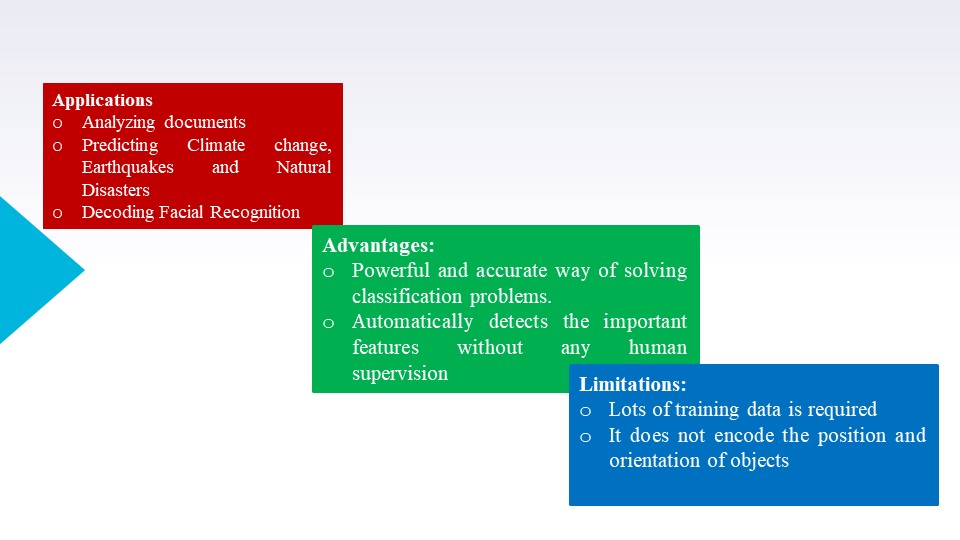 Applications
o Analyzing documents
o Predicting Climate change,
Earthquakes and Natural
Disasters
o Decoding Facial Recognition
Advantages:
o Powerful and accurate way of solving
classification problems.
o Automatically detects the important
features without any human
supervision
Limitations:
o Lots of training data is required
o It does not encode the position and
orientation of objects